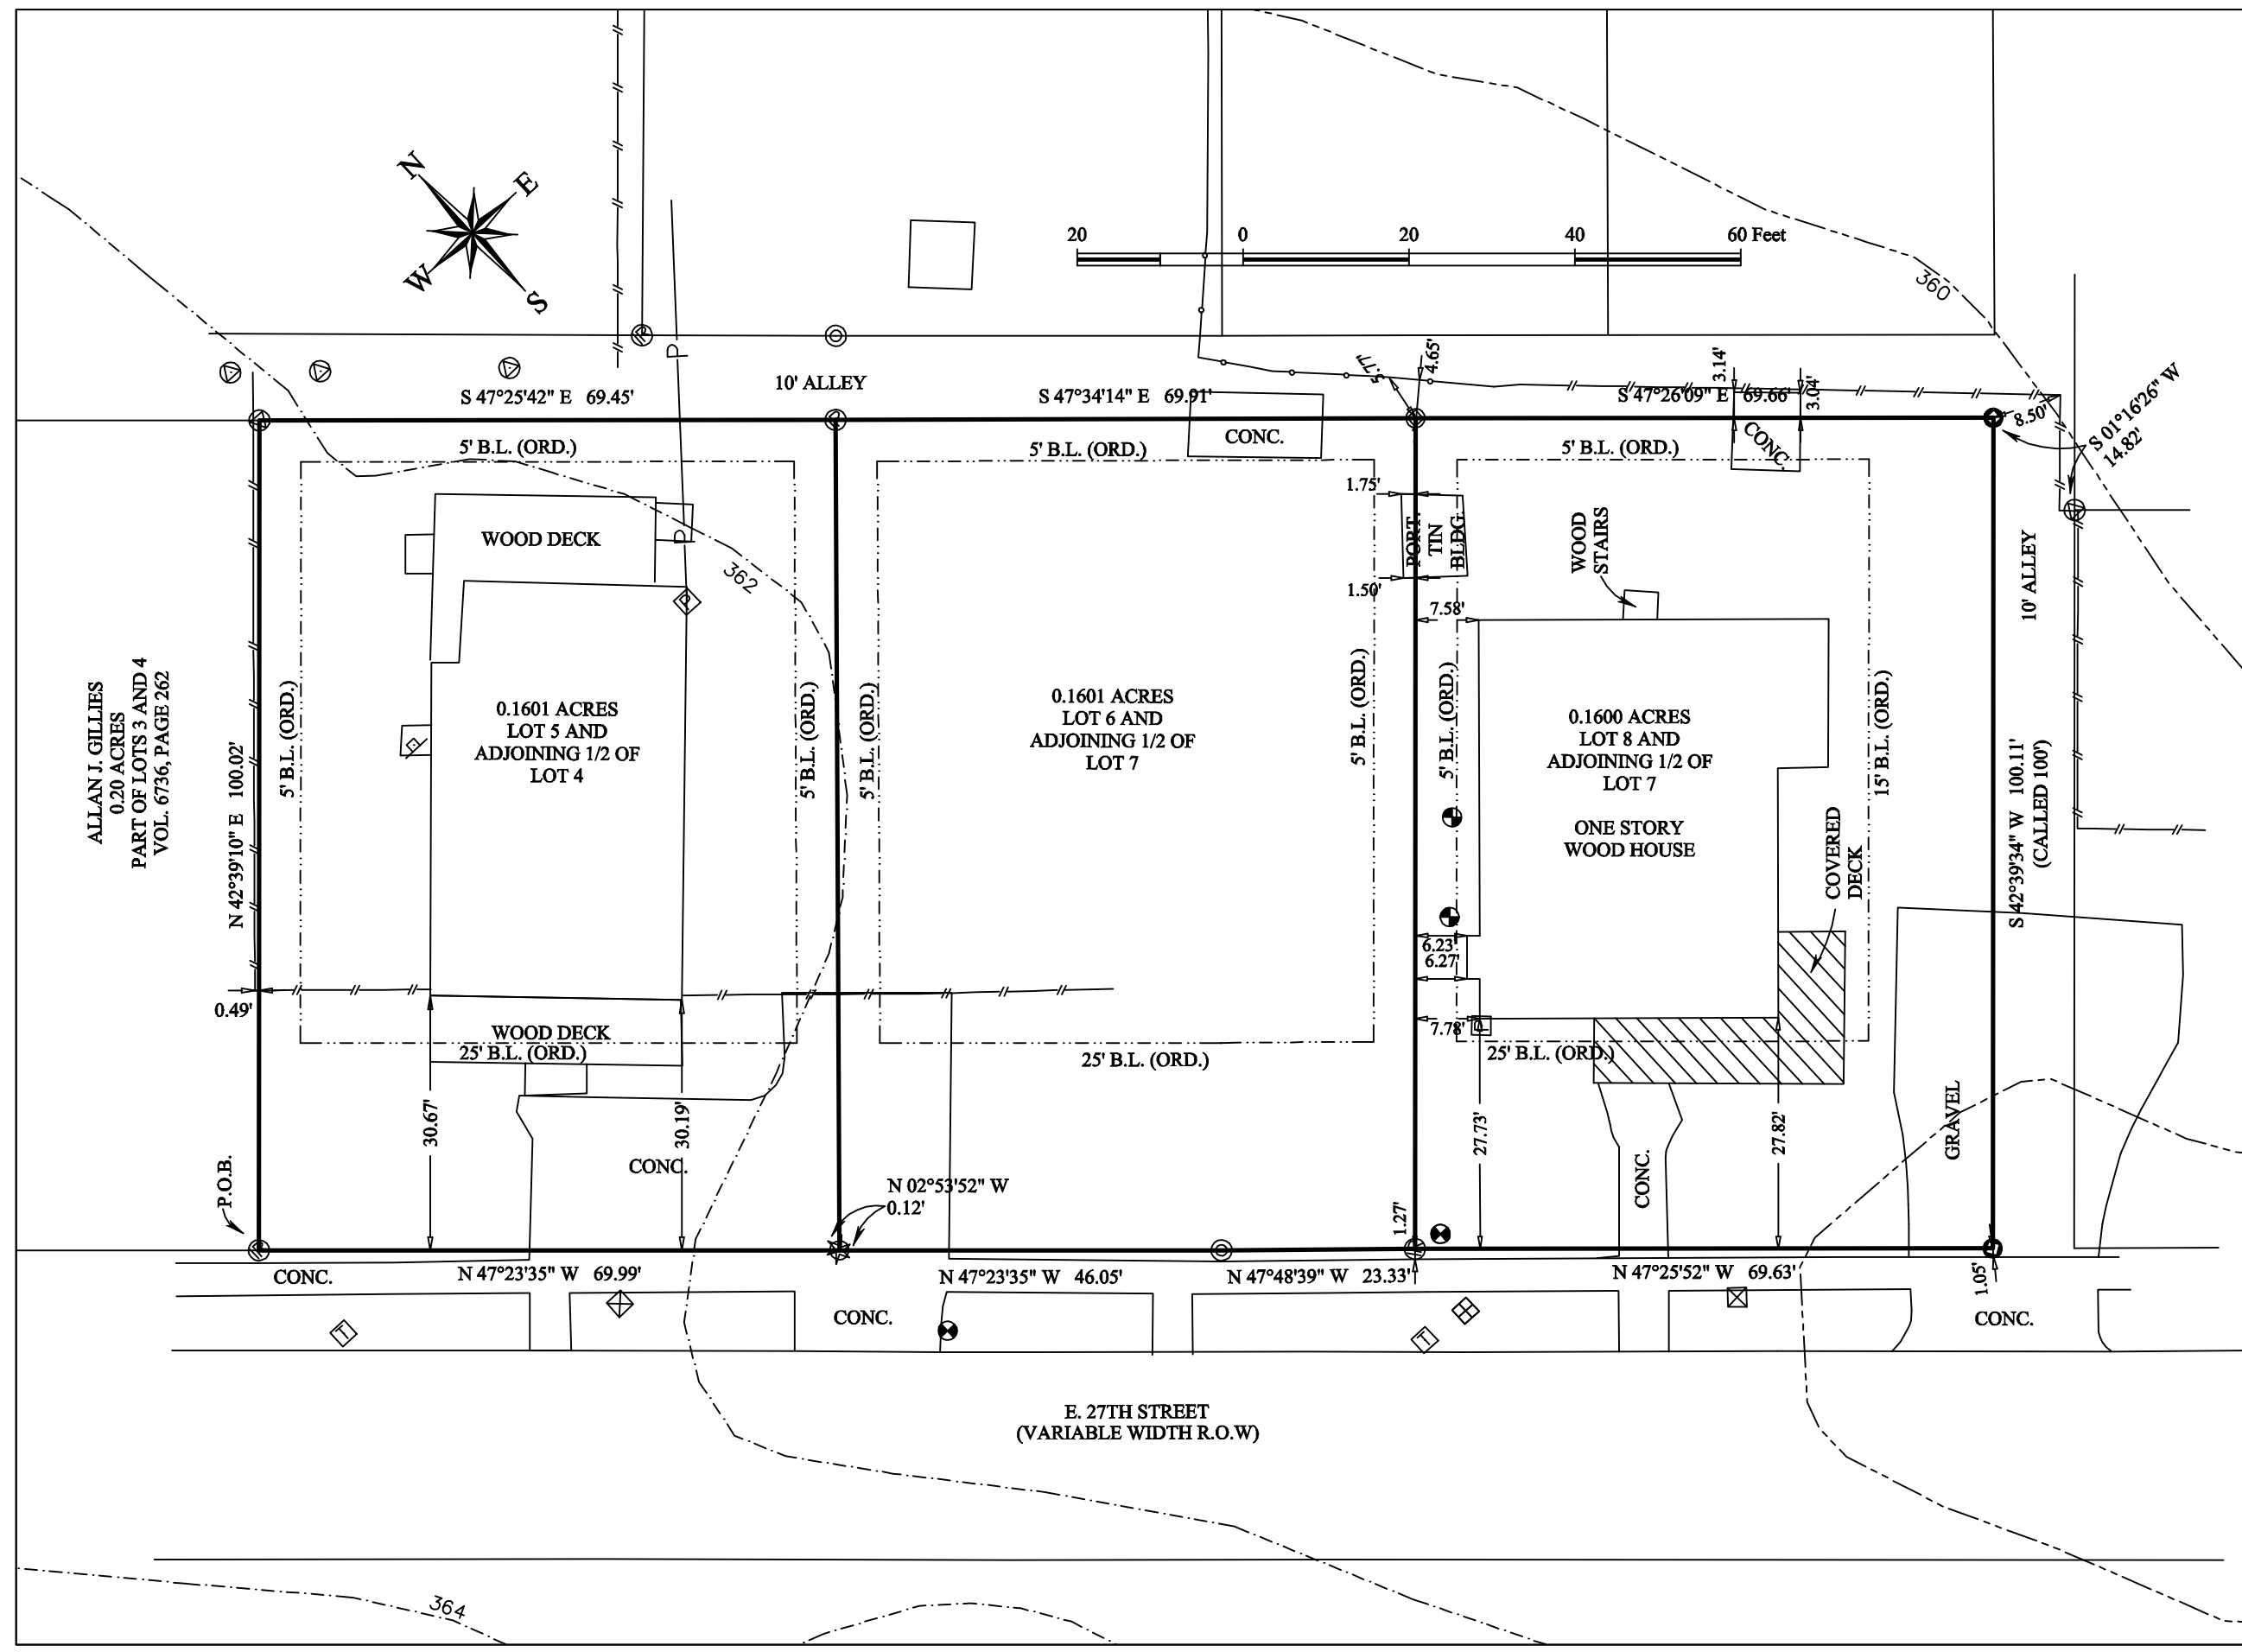 N
E
W
S
20 0 20 40 60 Feet
360
P
5.77'
4.65'
3.14'
3.04'
10' ALLEY
S 47°25'42" E 69.45'
S 47°34'14" E 69.91'
S 47°26'09" E 69.66'
8.50'
S 01°16'26" W
14.82'
5' B.L. (ORD.)
5' B.L. (ORD.)
5' B.L. (ORD.)
CONC.
CONC.
1.75'
WOOD DECK
P
362
PORT.
TIN
BLDG.
WOOD
STAIRS
10' ALLEY
1.50'
7.58'
P
ALLAN J. GILLIES
0.20 ACRES
PART OF LOTS 3 AND 4
VOL. 6736, PAGE 262
N 42°39'10" E 100.02'
5' B.L. (ORD.)
0.1601 ACRES
LOT 5 AND
ADJOINING 1/2 OF
LOT 4
P
5' B.L. (ORD.)
5' B.L. (ORD.)
0.1601 ACRES
LOT 6 AND
ADJOINING 1/2 OF
LOT 7
5' B.L. (ORD.)
5' B.L. (ORD.)
0.1600 ACRES
LOT 8 AND
ADJOINING 1/2 OF
LOT 7
ONE STORY
WOOD HOUSE
COVERED
DECK
15' B.L. (ORD.)
S 42°39'34" W 100.11'
(CALLED 100')
6.23'
6.27'
7.78'
0.49'
WOOD DECK
25' B.L. (ORD.)
25' B.L. (ORD.)
25' B.L. (ORD.)
30.67'
30.19'
27.73'
27.82'
CONC.
CONC.
GRAVEL
P.O.B.
N 02°53'52" W
0.12'
1.27'
CONC.
N 47°23'35" W 69.99'
N 47°23'35" W 46.05'
N 47°48'39" W 23.33'
N 47°25'52" W 69.63'
1.05'
CONC.
CONC.
T
T
E. 27TH STREET
(VARIABLE WIDTH R.O.W)
364